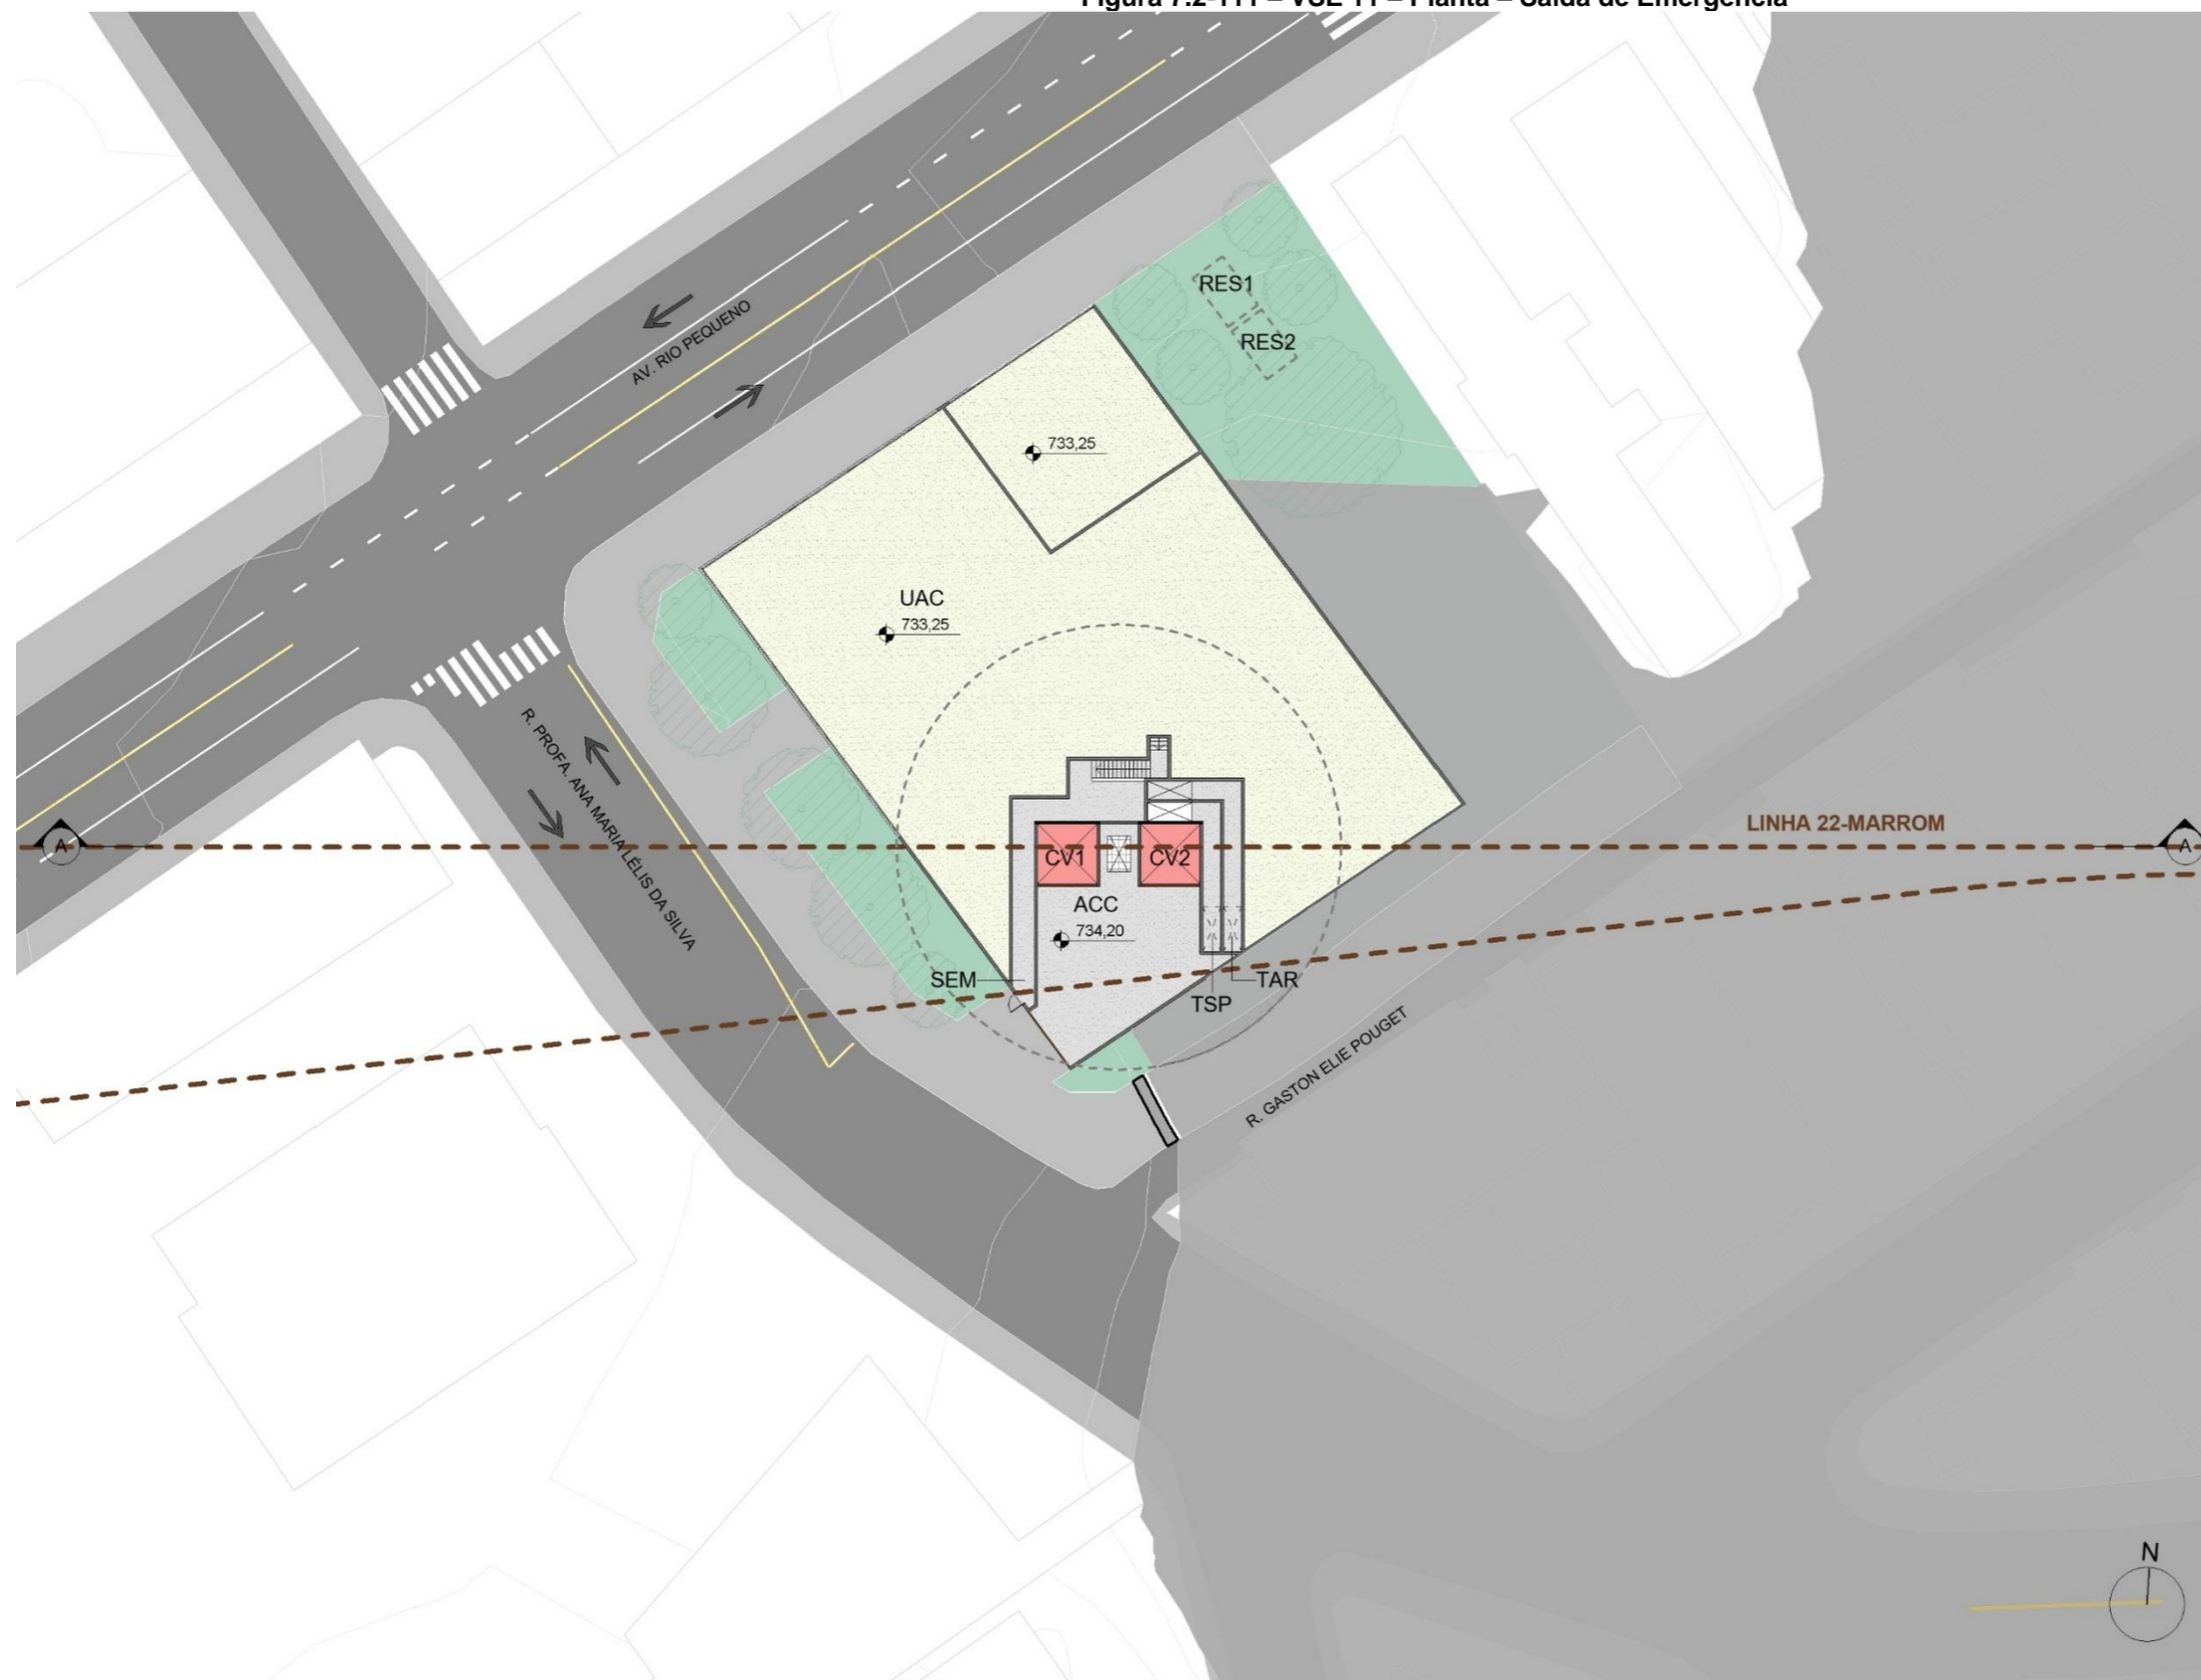 Figura 7.2-111 – VSE 11 – Planta – Saída de Emergência
RES1
RES2
AV. RIO PEQUENO
733,25
UAC
733,25
R. PROFA. ANA MARIA LÉLIS DA SILVA
LINHA 22-MARROM
A
A
CV1
CV2
ACC
734,20
SEM
TAR
TSP
R. GASTON ELIE POUGET
N